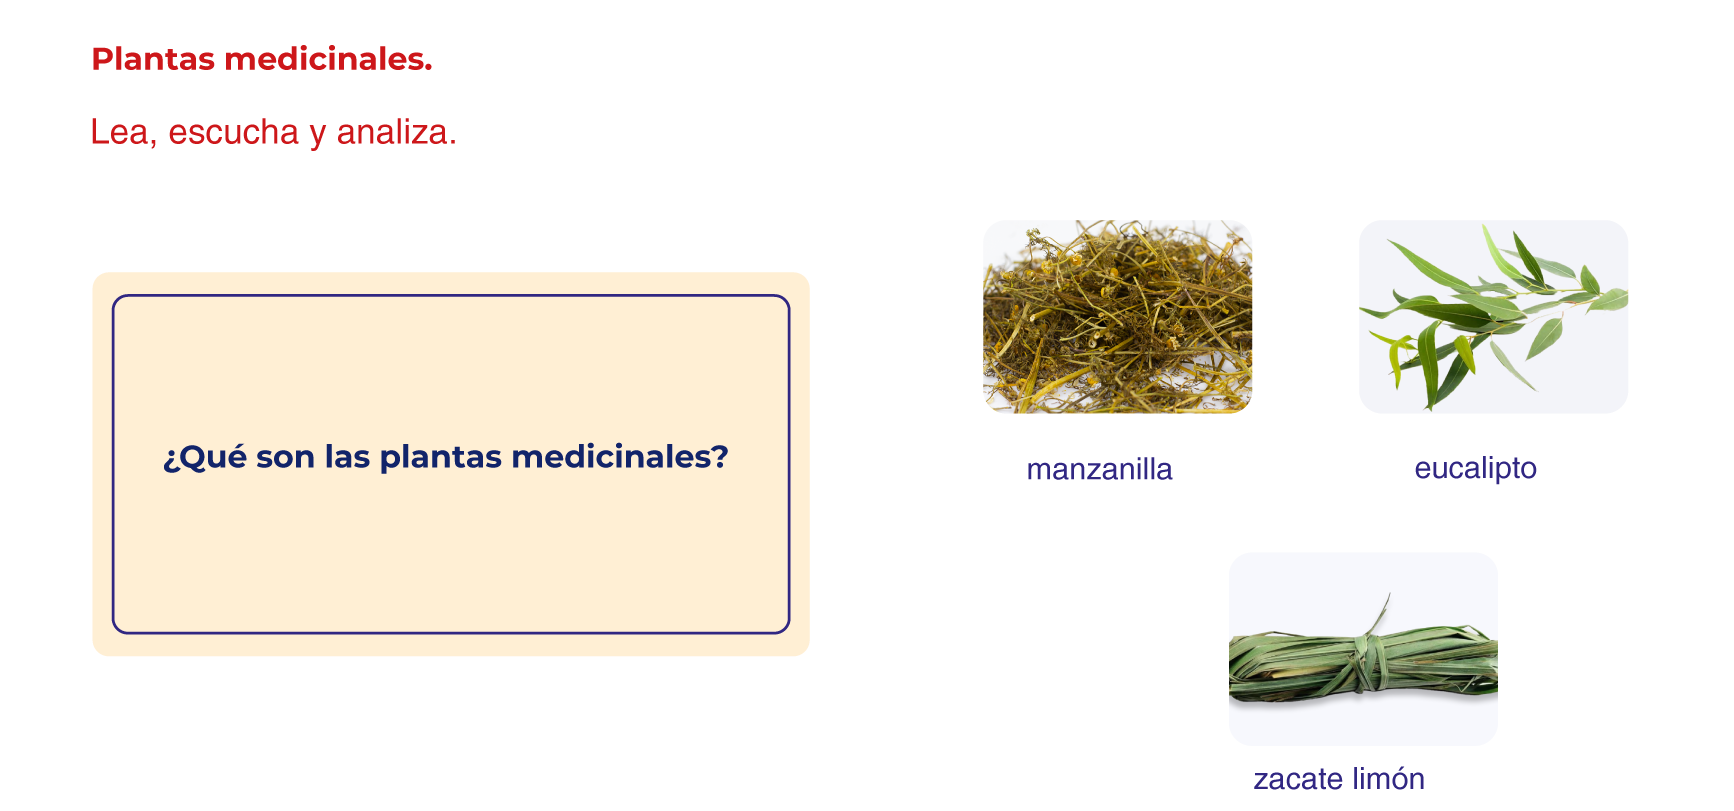 Plantas medicinales.
Lea, escucha y analiza.
¿Qué son las plantas medicinales?
manzanilla
eucalipto
zacate limón